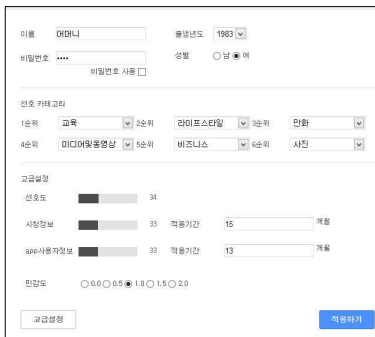 이름 어머니 출생년도 1983
비밀번호 •••• 성별 남 여
비밀번호 사용
선호 카테고리
1순위 교육 2순위 라이프스타일 3순위 만화
4순위 미디어및동영상 5순위 비즈니스 6순위 사진
고급설정
선호도 34
시청정보 33 적용기간 15 개월
app사용자정보 33 적용기간 13 개월
민감도 0.0 0.5 1.0 1.5 2.0
고급설정 적용하기